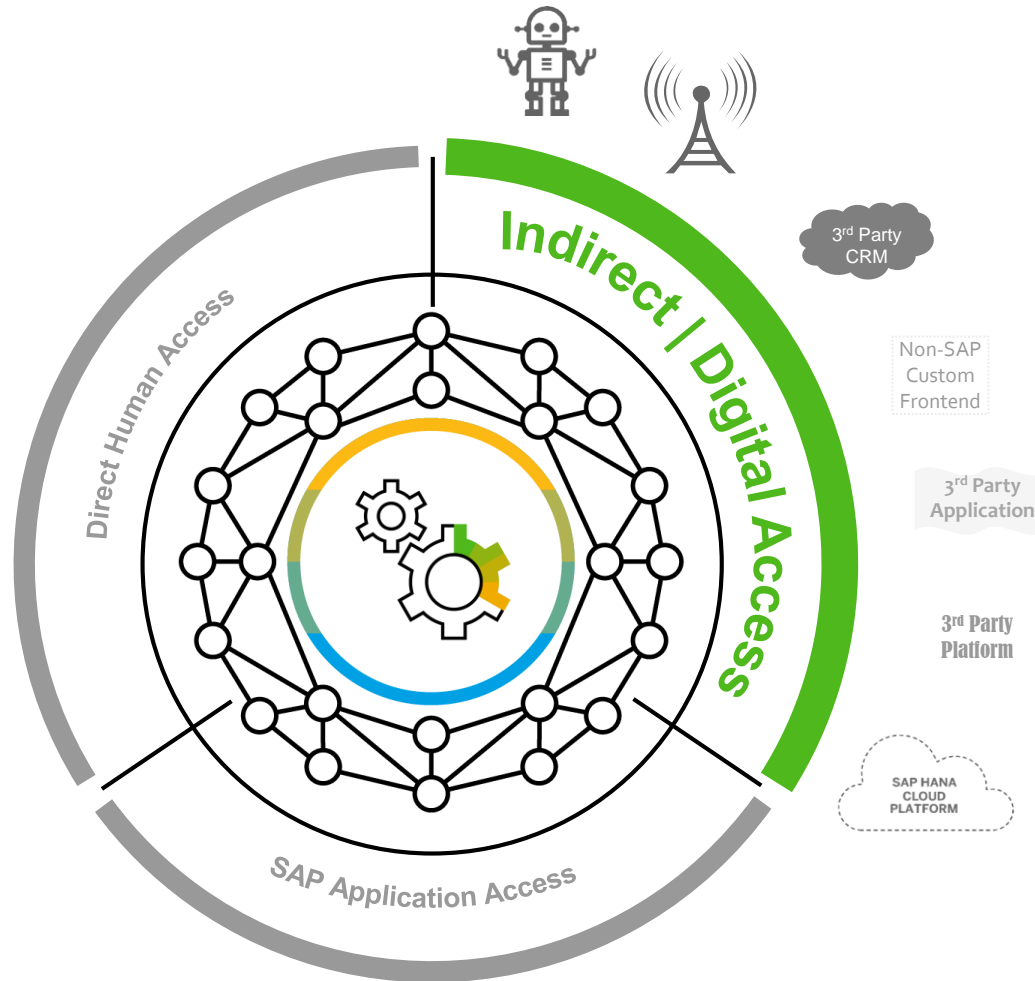 Indirect | Digital Access
Direct Human Access
SAP Application Access
3rd Party
CRM
Non-SAP
Custom
Frontend
3rd Party
Application
3rd Party
Platform
SAP HANA
CLOUD
PLATFORM